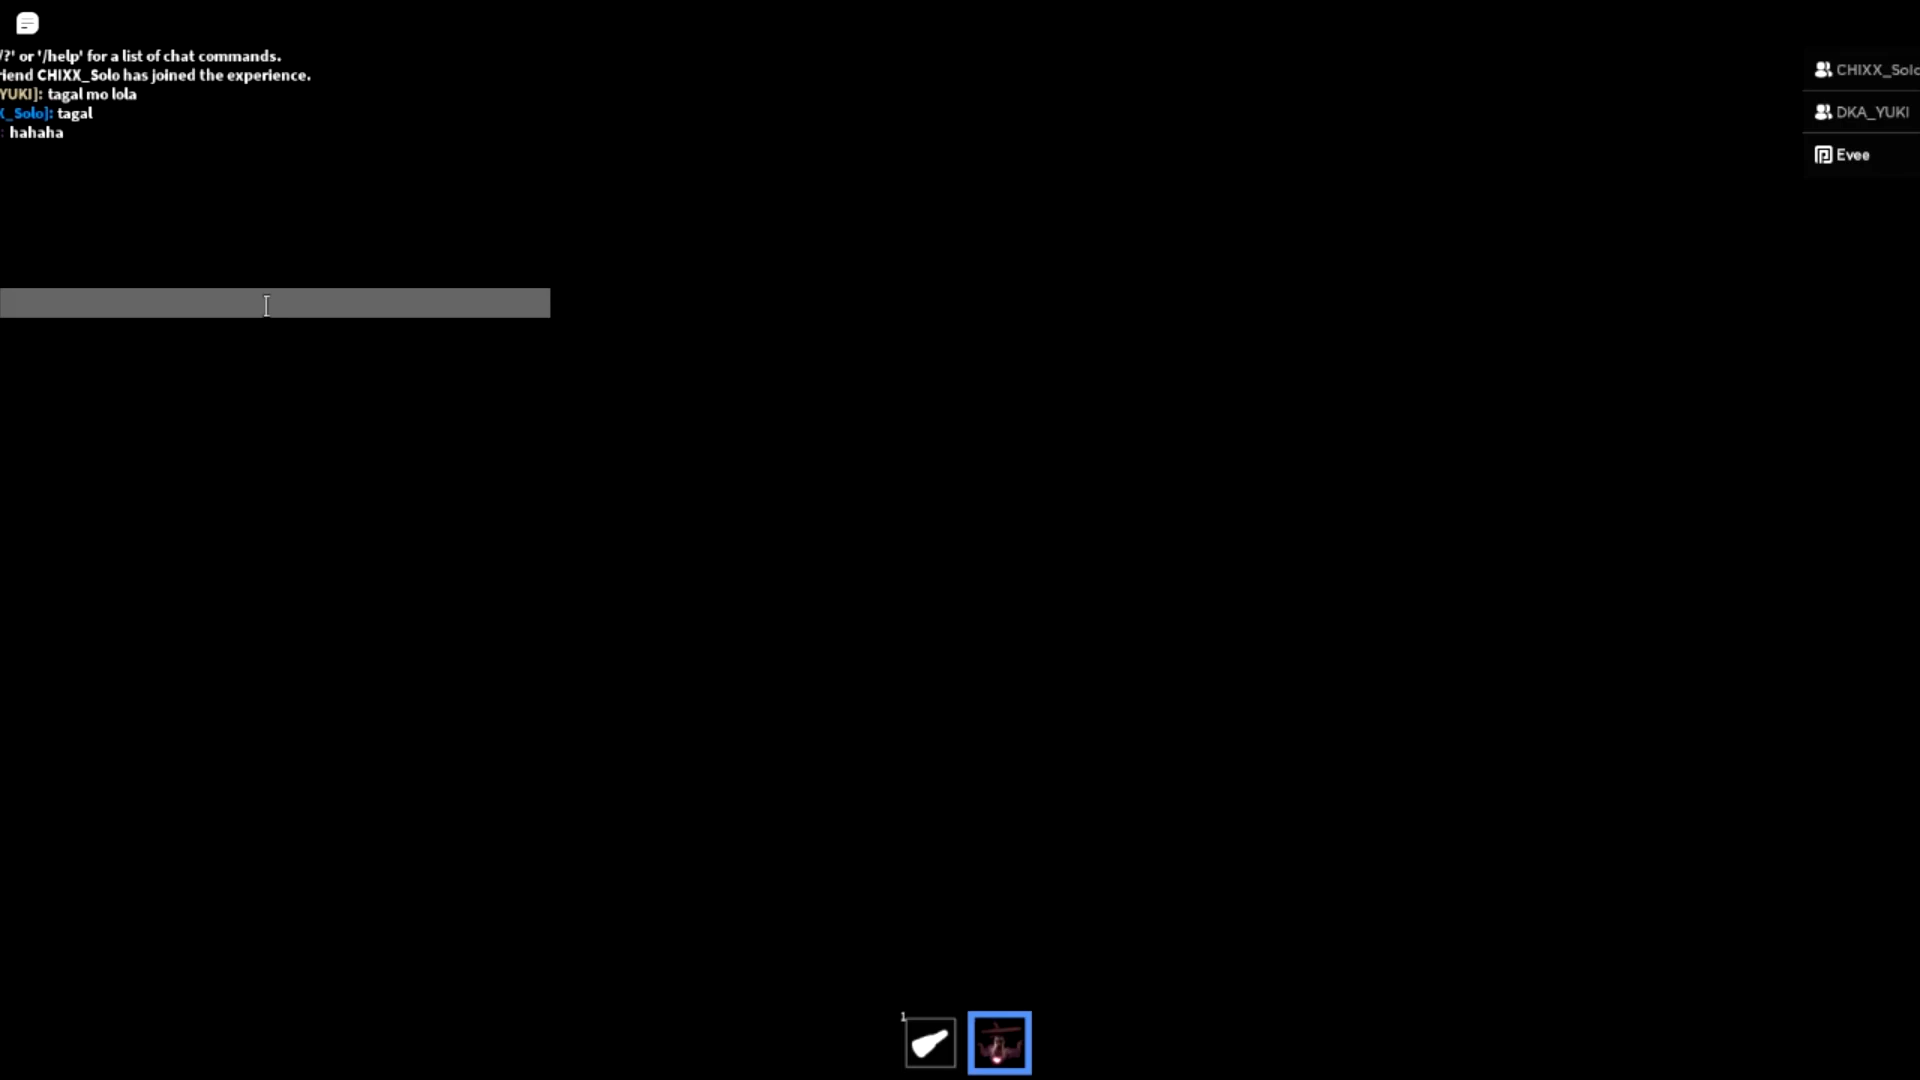 /?' or '/help' for a list of chat commands.
riend CHIXX_Solo has joined the experience.
YUKI]: tagal mo lola
X_Solo]: tagal
: hahaha
CHIXX_Solo
DKA_YUKI
Evee
1